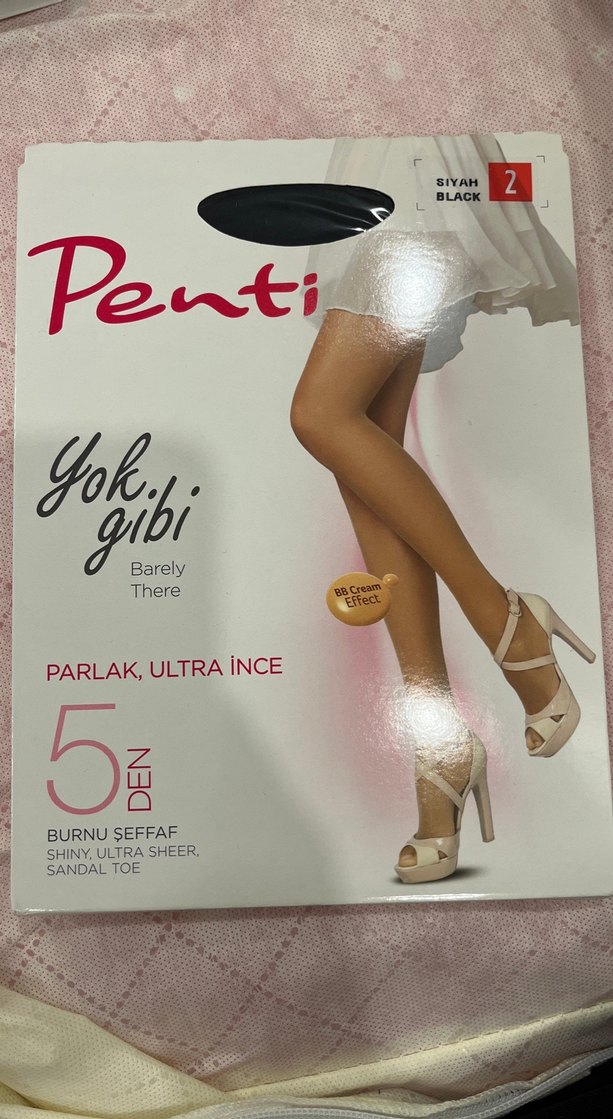 SIYAH
BLACK
2
Penti
Yok
gibi
Barely
There
BB Cream
Effect
PARLAK, ULTRA İNCE
5
DEN
BURNU ŞEFFAF
SHINY, ULTRA SHEER,
SANDAL TOE